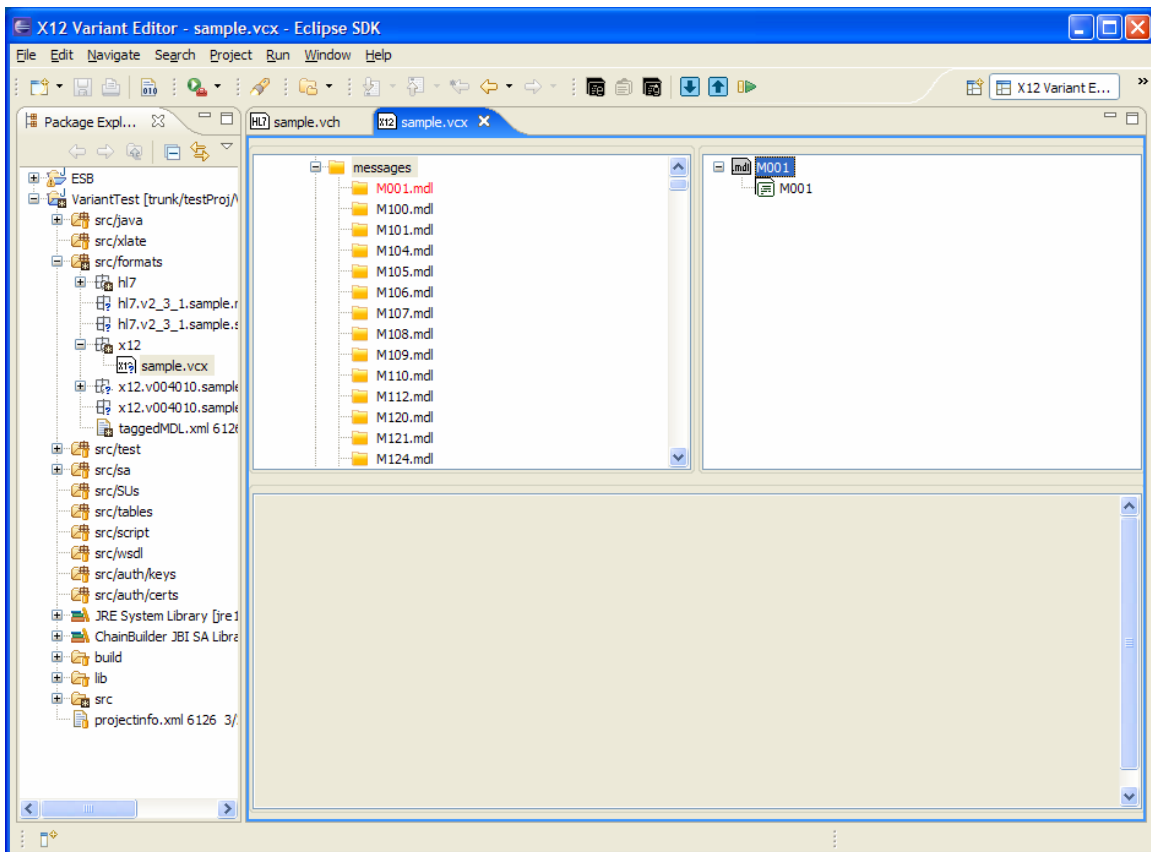 X12 Variant Editor - sample.vcx - Eclipse SDK
File Edit Navigate Search Project Run Window Help
X12 Variant E... »
Package Expl...
HL7 sample.vch
X12 sample.vcx
ESB
VariantTest [trunk/testProj/
src/java
src/xlate
src/formats
hl7
hl7.v2_3_1.sample.
hl7.v2_3_1.sample.s
x12
sample.vcx
x12.v004010.sample
x12.v004010.sample
taggedMDL.xml 6126
src/test
src/sa
src/SUs
src/tables
src/script
src/wsdl
src/auth/keys
src/auth/certs
JRE System Library [jre1
ChainBuilder JBI SA Libra
build
lib
src
projectinfo.xml 6126 3/
messages
M001.mdl
M100.mdl
M101.mdl
M104.mdl
M105.mdl
M106.mdl
M107.mdl
M108.mdl
M109.mdl
M110.mdl
M112.mdl
M120.mdl
M121.mdl
M124.mdl
.mdl M001
M001